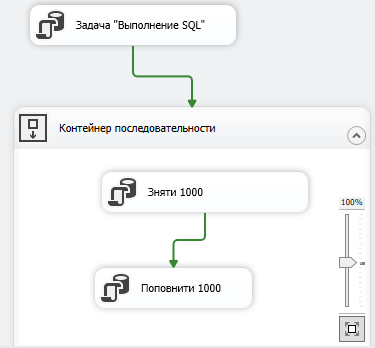 Задача "Выполнение SQL"
Контейнер последовательности
Зняти 1000
100%
Поповнити 1000